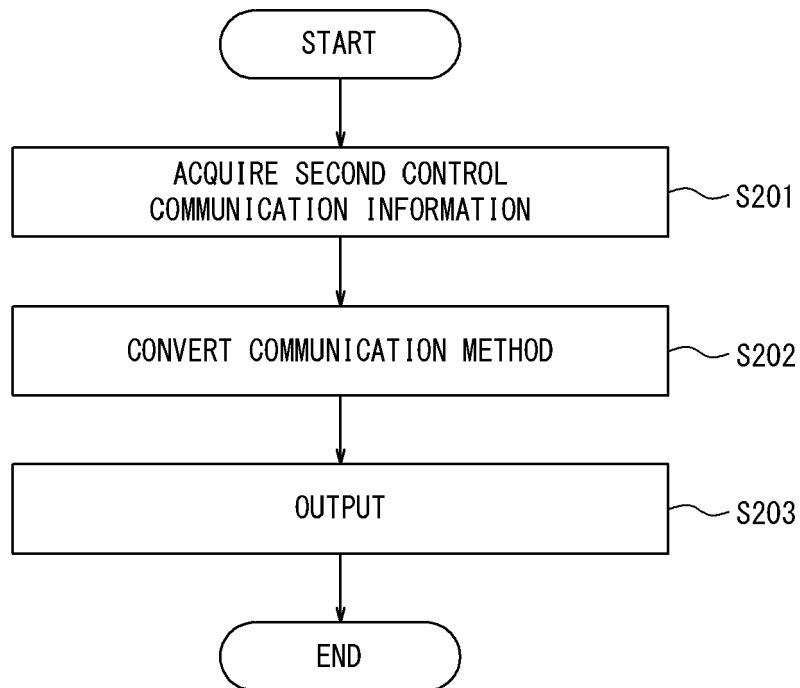 START
ACQUIRE SECOND CONTROL
COMMUNICATION INFORMATION
S201
CONVERT COMMUNICATION METHOD
S202
OUTPUT
S203
END